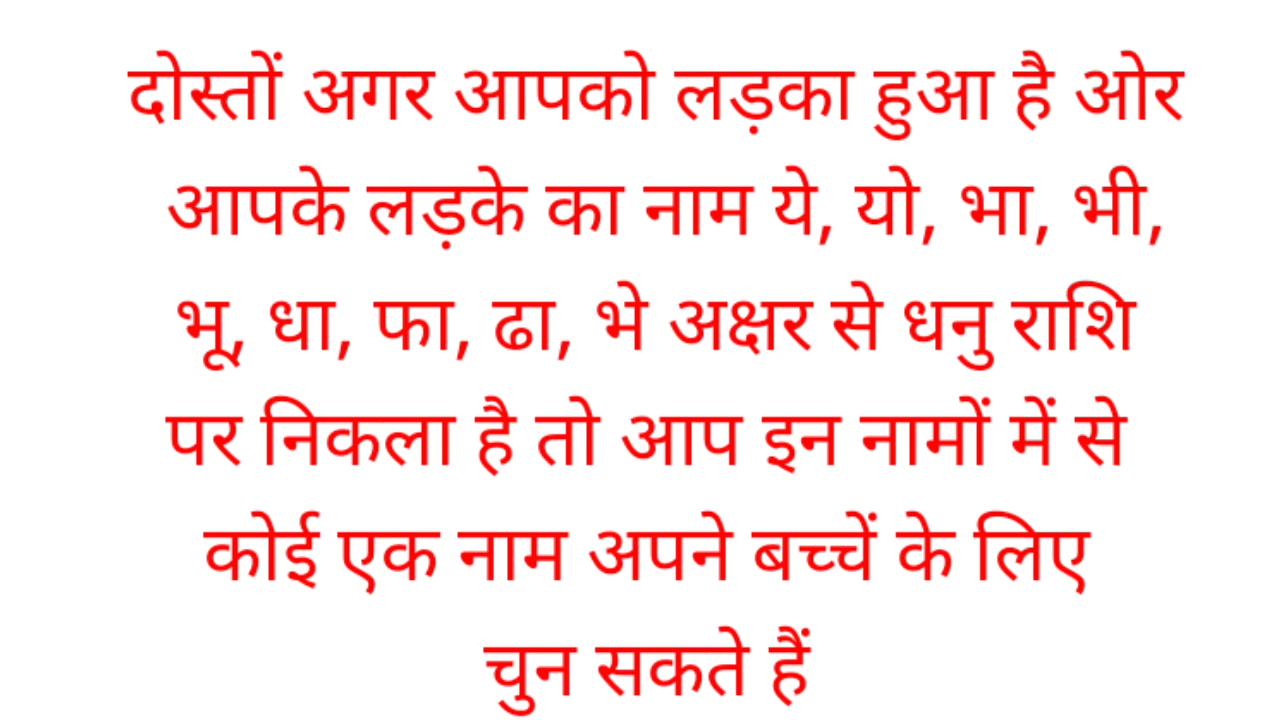 दोस्तों अगर आपको लड़का हुआ है ओर
आपके लड़के का नाम ये, यो, भा, भी,
भू, धा, फा, ढा, भे अक्षर से धनु राशि
पर निकला है तो आप इन नामों में से
कोई एक नाम अपने बच्चें के लिए
चुन सकते हैं